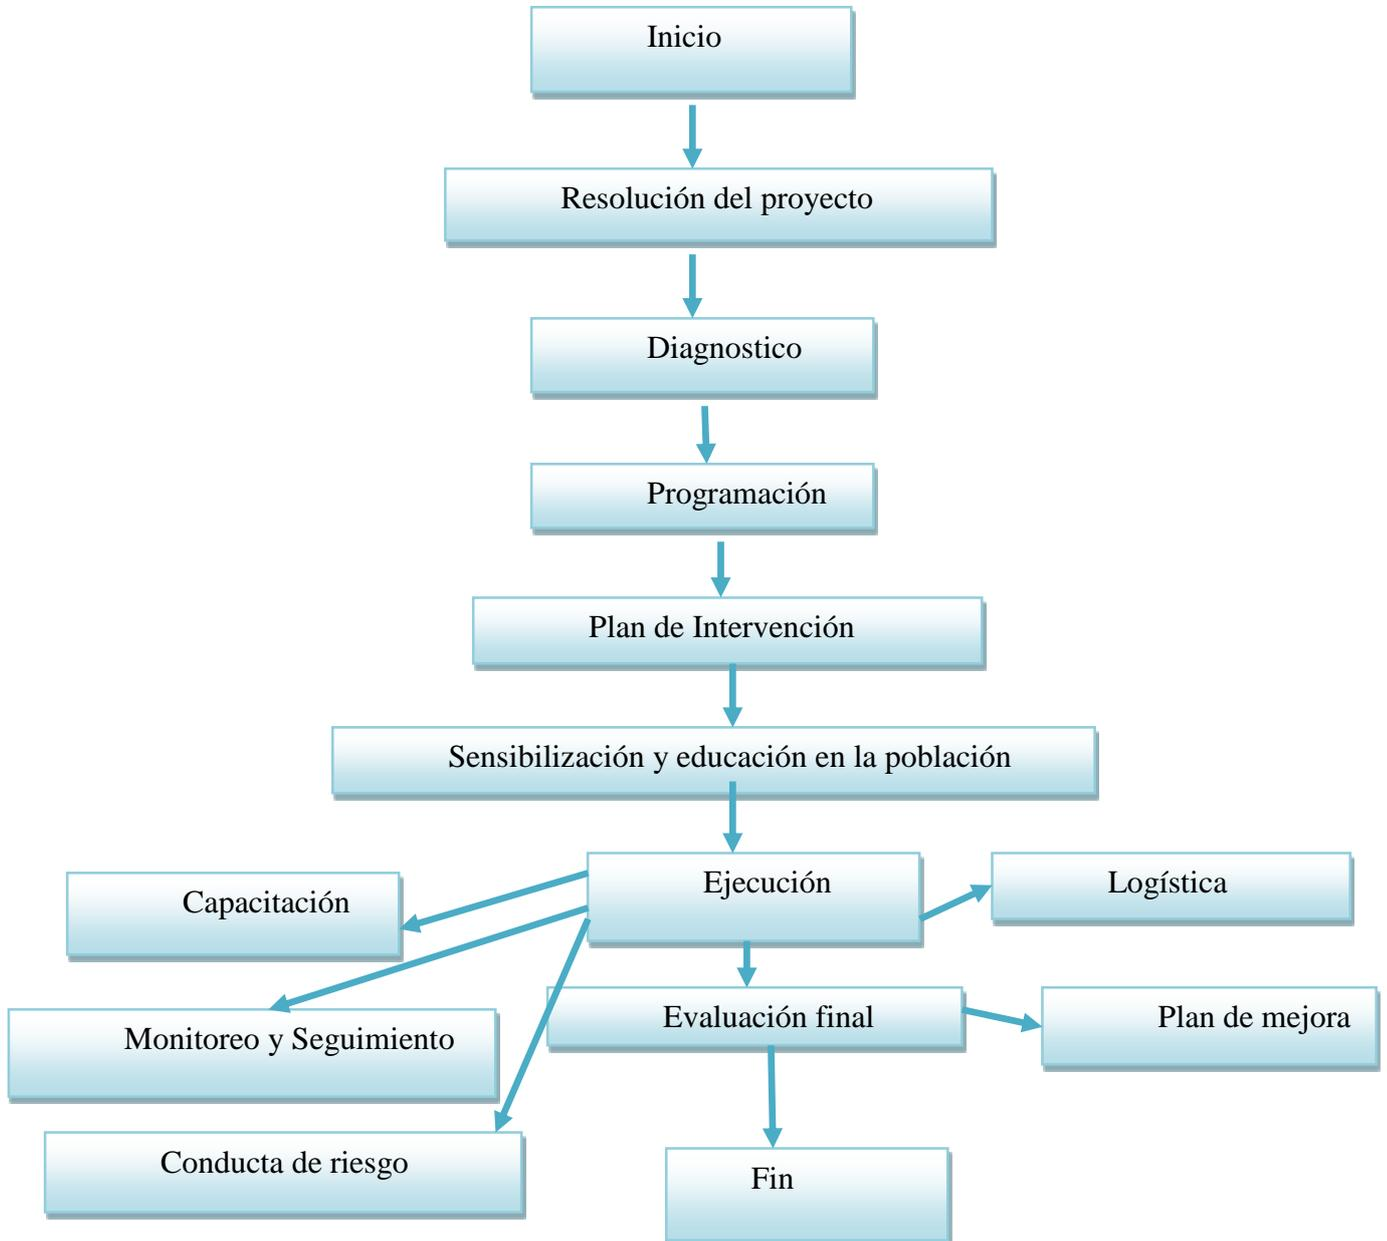 Inicio
Resolución del proyecto
Diagnostico
Programación
Plan de Intervención
Sensibilización y educación en la población
Ejecución
Logística
Capacitación
Evaluación final
Plan de mejora
Monitoreo y Seguimiento
Conducta de riesgo
Fin